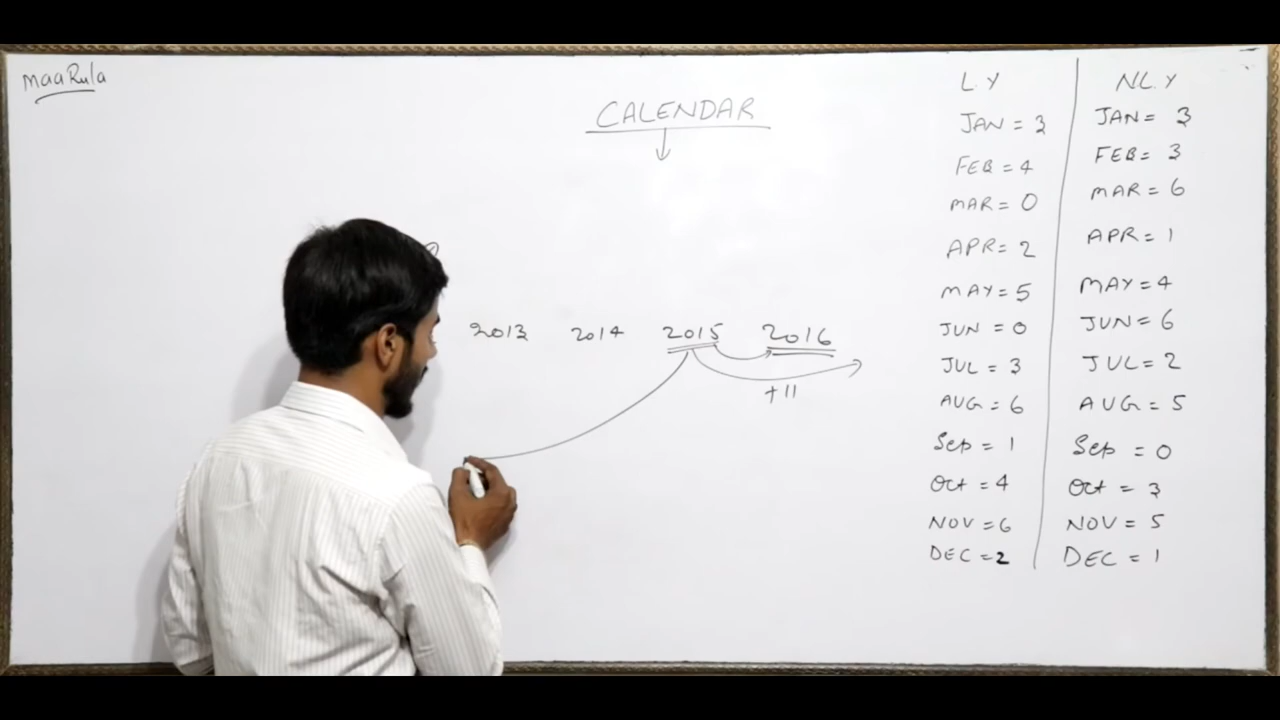 maaRula
CALENDAR
2013 2014 2015 2016
+11
L.Y
JAN = 3
FEB = 4
MAR = 0
APR = 2
MAY = 5
JUN = 0
JUL = 3
AUG = 6
Sep = 1
Oct = 4
NOV = 6
DEC = 2
NL.Y
JAN = 3
FEB = 3
MAR = 6
APR = 1
MAY = 4
JUN = 6
JUL = 2
AUG = 5
Sep = 0
Oct = 3
NOV = 5
DEC = 1